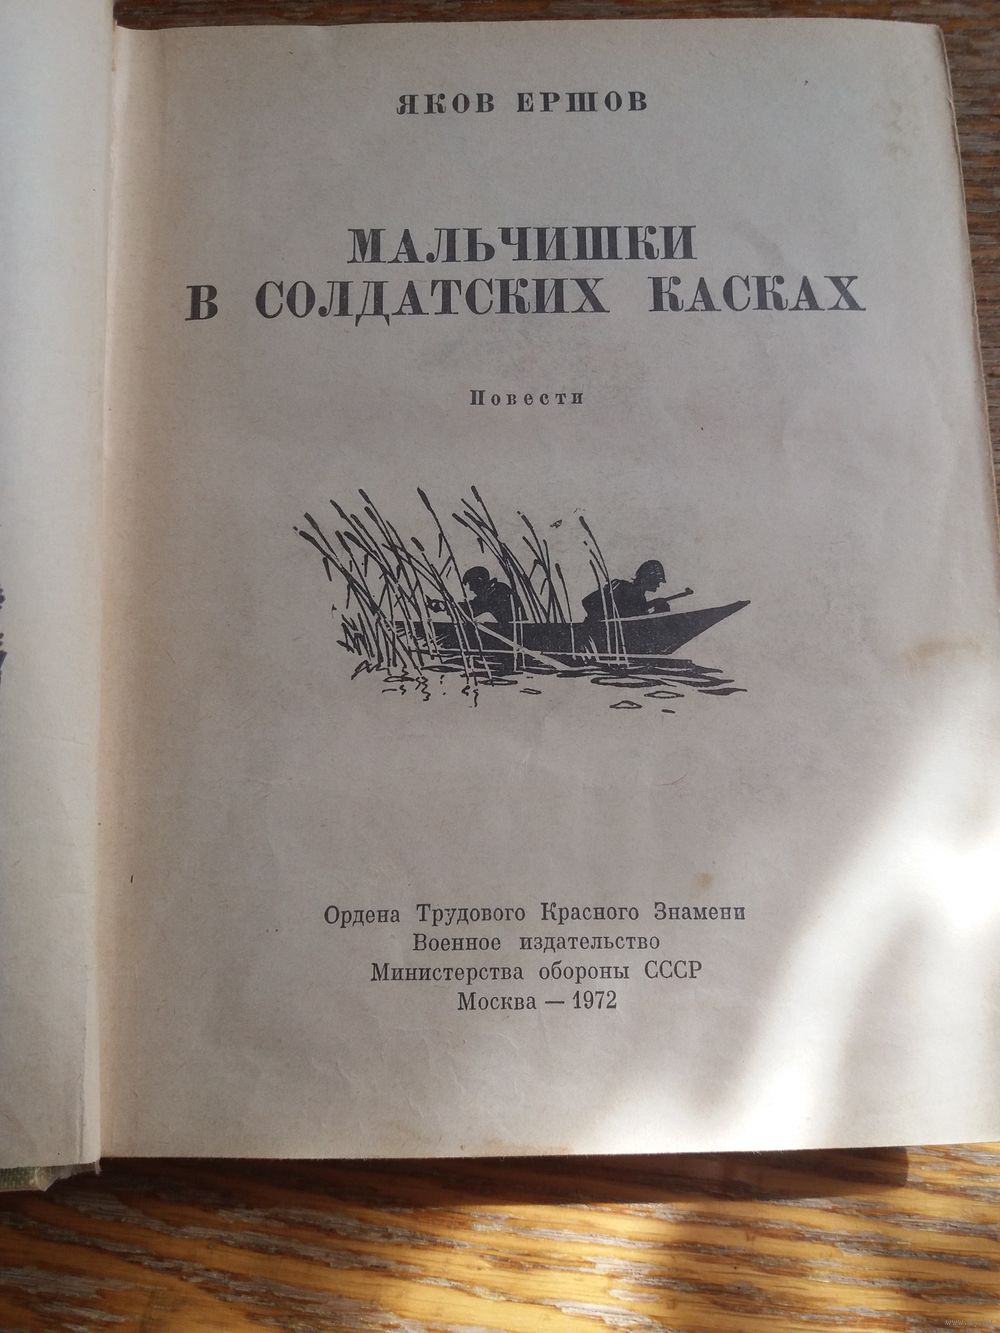 ЯКОВ ЕРШОВ
МАЛЬЧИШКИ
В СОЛДАТСКИХ КАСКАХ
Повести
Ордена Трудового Красного Знамени
Военное издательство
Министерства обороны СССР
Москва — 1972